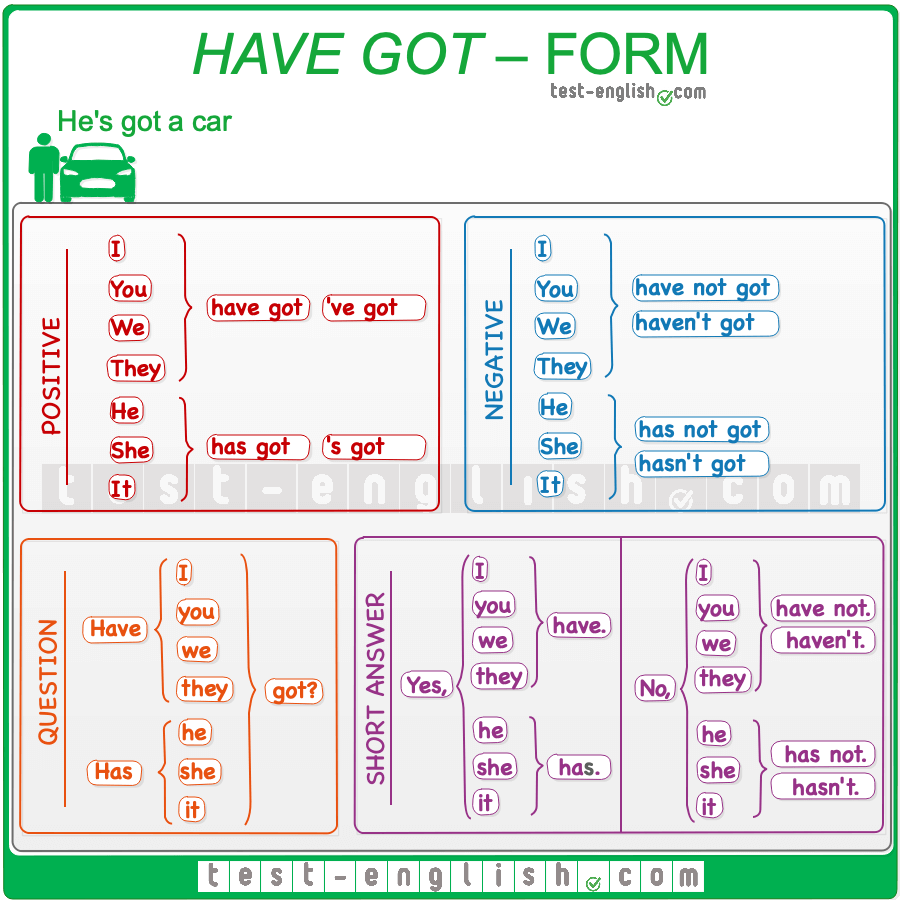 HAVE GOT – FORM
test-english.com
He's got a car
POSITIVE
I
You
We
They
have got 've got
He
She
It
has got 's got
NEGATIVE
I
You
We
They
have not got
haven't got
He
She
It
has not got
hasn't got
test-english.com
QUESTION
Have
I
you
we
they
Has
he
she
it
got?
SHORT ANSWER
Yes,
I
you
we
they
have.
he
she
it
has.
No,
I
you
we
they
have not.
haven't.
he
she
it
has not.
hasn't.
test-english.com